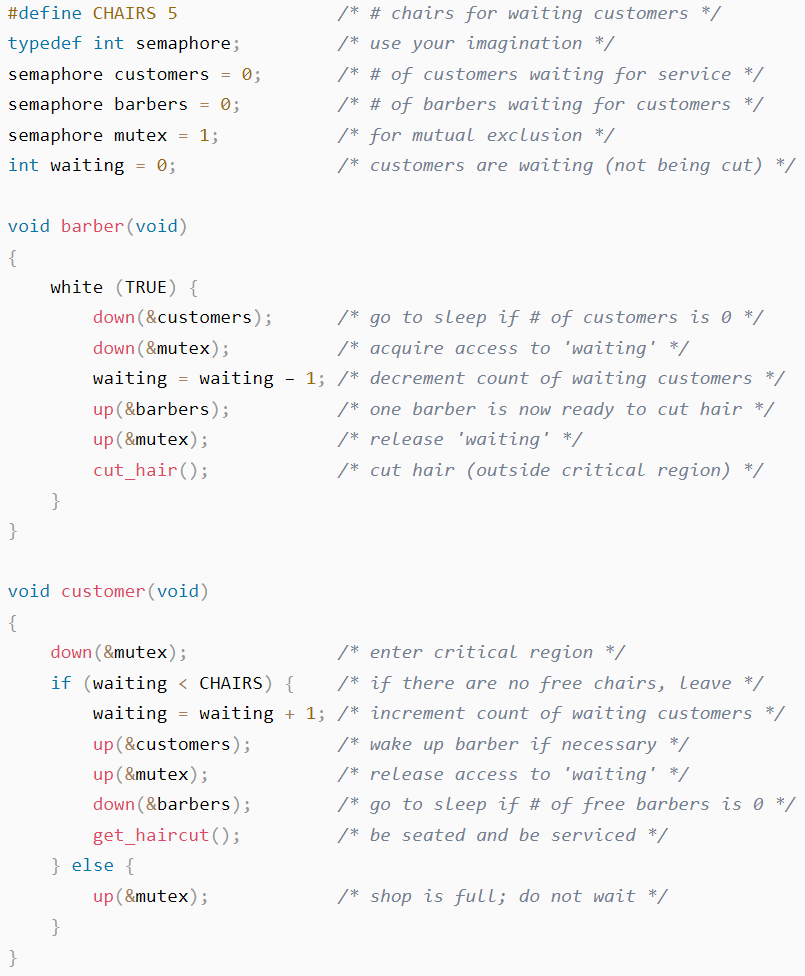 #define CHAIRS 5 /* # chairs for waiting customers */
typedef int semaphore; /* use your imagination */
semaphore customers = 0; /* # of customers waiting for service */
semaphore barbers = 0; /* # of barbers waiting for customers */
semaphore mutex = 1; /* for mutual exclusion */
int waiting = 0; /* customers are waiting (not being cut) */

void barber(void)
{
    white (TRUE) {
        down(&customers); /* go to sleep if # of customers is 0 */
        down(&mutex); /* acquire access to 'waiting' */
        waiting = waiting – 1; /* decrement count of waiting customers */
        up(&barbers); /* one barber is now ready to cut hair */
        up(&mutex); /* release 'waiting' */
        cut_hair(); /* cut hair (outside critical region) */
    }
}

void customer(void)
{
    down(&mutex); /* enter critical region */
    if (waiting < CHAIRS) { /* if there are no free chairs, leave */
        waiting = waiting + 1; /* increment count of waiting customers */
        up(&customers); /* wake up barber if necessary */
        up(&mutex); /* release access to 'waiting' */
        down(&barbers); /* go to sleep if # of free barbers is 0 */
        get_haircut(); /* be seated and be serviced */
    } else {
        up(&mutex); /* shop is full; do not wait */
    }
}